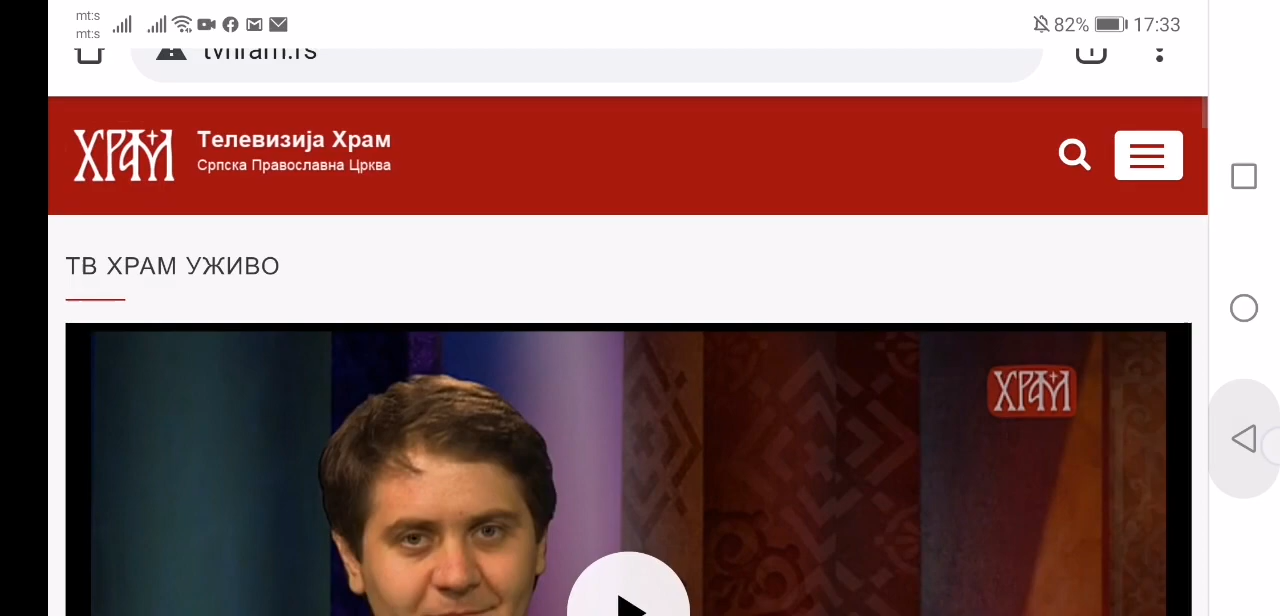 mt:s
mt:s
82% 17:33
tvhram.rs
ХРАМ
Телевизија Храм
Српска Православна Црква
ТВ ХРАМ УЖИВО
ХРАМ